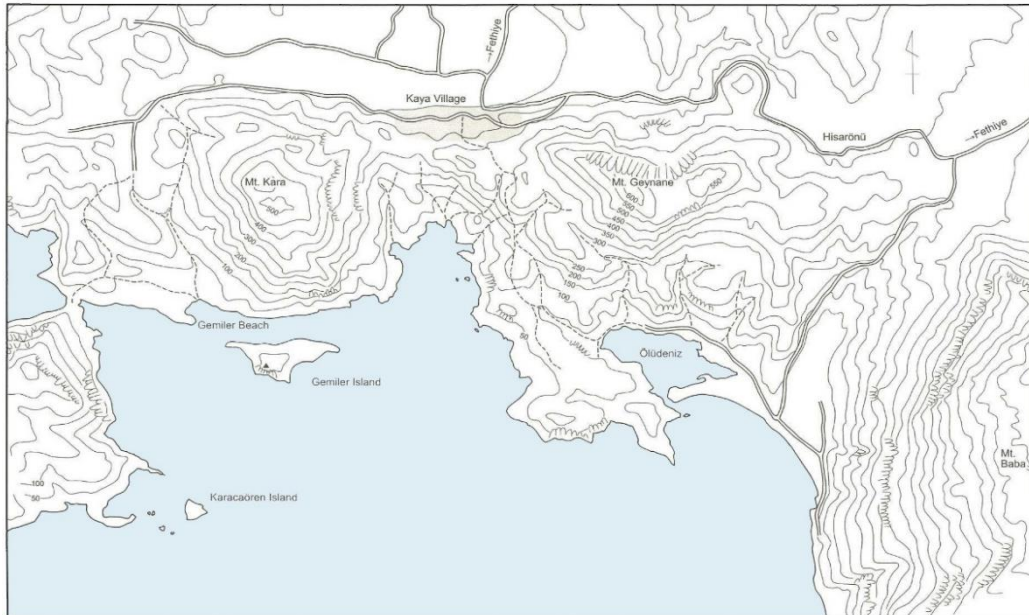 →Fethiye
Kaya Village
Hisarönü
→Fethiye
Mt. Kara
500
400
300
200
100
Mt. Geynane
550
600
550
500
450
400
350
300
250
200
150
100
50
Gemiler Beach
Ölüdeniz
Gemiler Island
Mt.
Baba
100
50
Karacaören Island